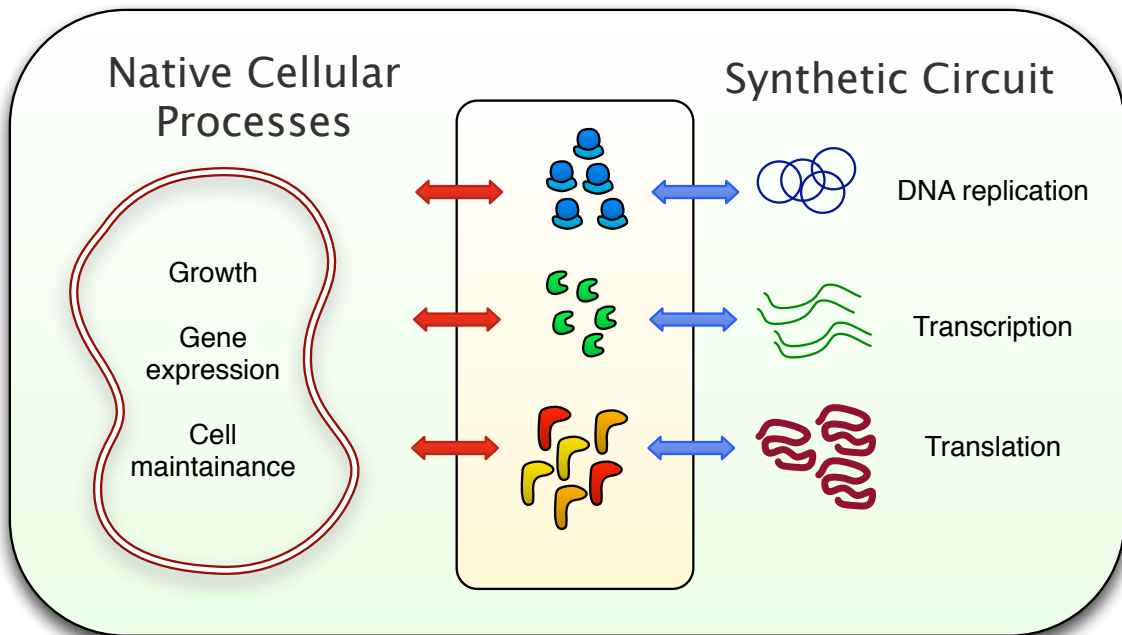 Native Cellular
Processes
Growth
Gene
expression
Cell
maintainance
Synthetic Circuit
DNA replication
Transcription
Translation